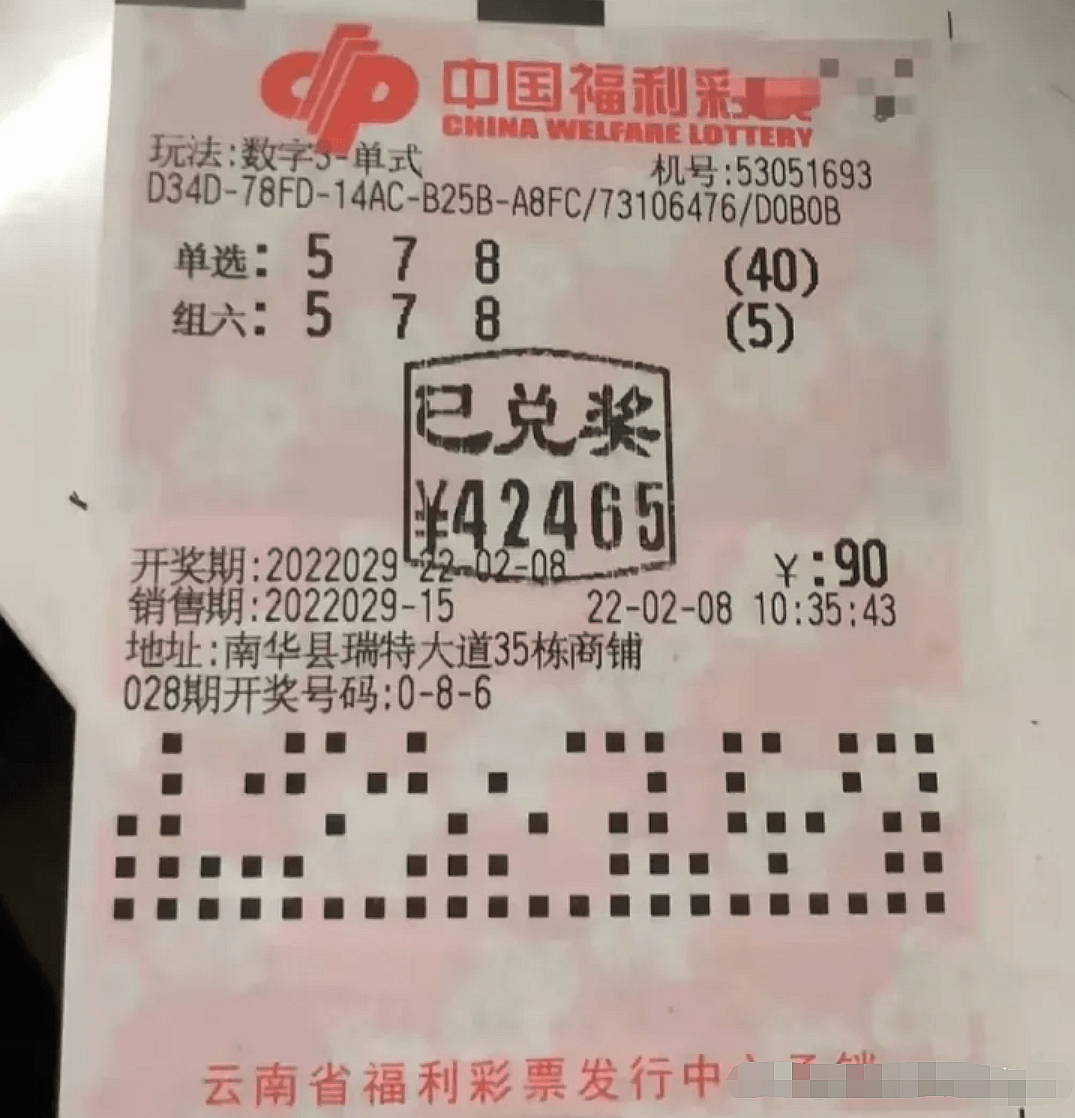 中国福利彩
CHINA WELFARE LOTTERY
玩法:数字3-单式 机号:53051693
D34D-78FD-14AC-B25B-A8FC/73106476/D0B0B
单选: 5 7 8 (40)
组六: 5 7 8 (5)
已兑奖
¥42465
开奖期:2022029 22-02-08 ¥:90
销售期:2022029-15 22-02-08 10:35:43
地址:南华县瑞特大道35栋商铺
028期开奖号码:0-8-6
云南省福利彩票发行中